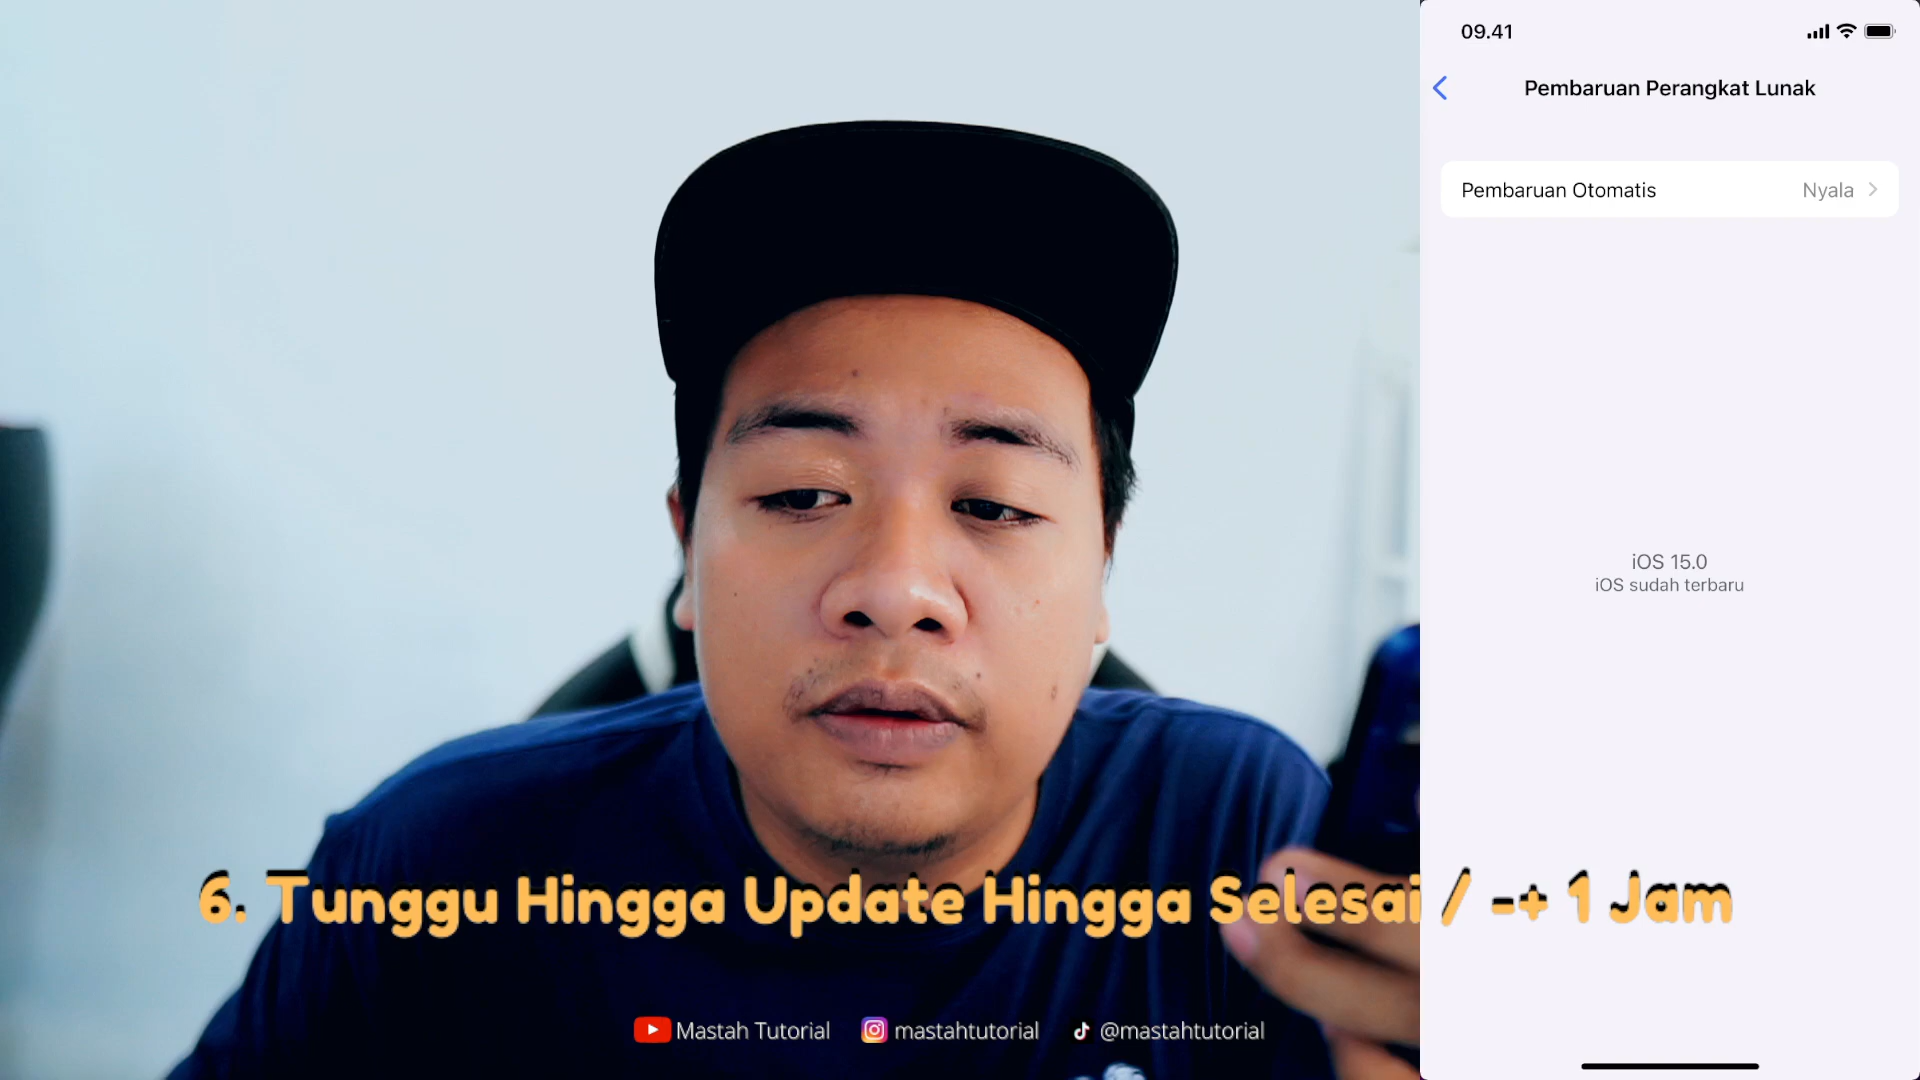 09.41
Pembaruan Perangkat Lunak
Pembaruan Otomatis Nyala
iOS 15.0
iOS sudah terbaru
6. Tunggu Hingga Update Hingga Selesai / -+ 1 Jam
Mastah Tutorial mastahtutorial @mastahtutorial